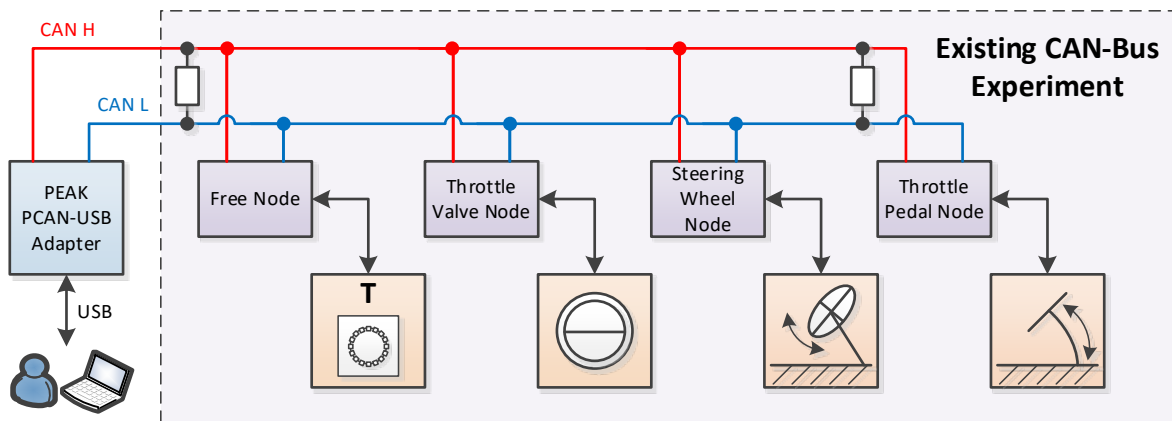 CAN H
Existing CAN-Bus
Experiment
CAN L
PEAK
PCAN-USB
Adapter
Free Node
Throttle
Valve Node
Steering
Wheel
Node
Throttle
Pedal Node
USB
T